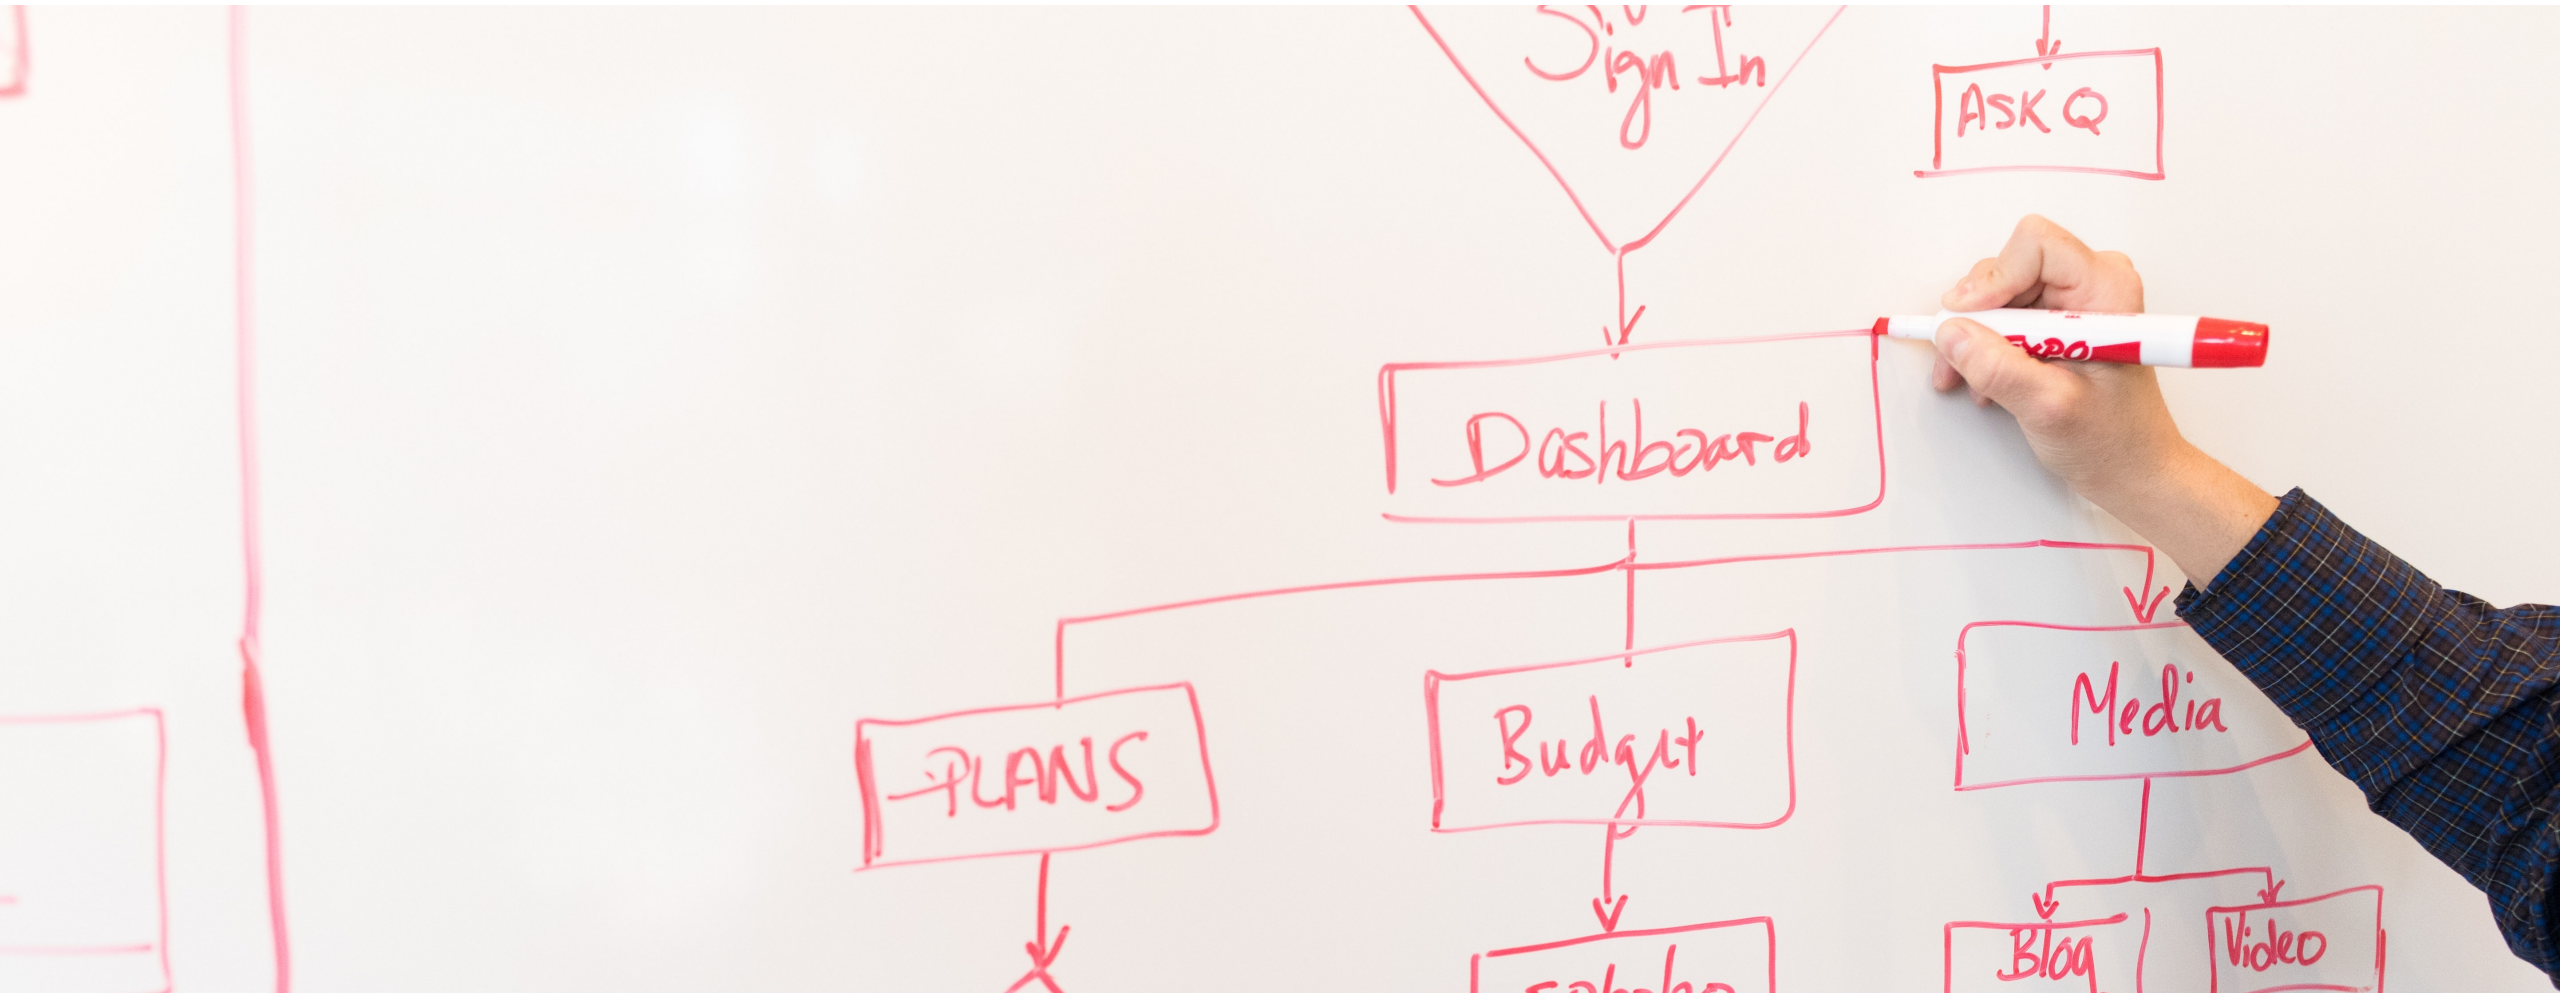 Sign In
ASK Q
EXPO
Dashboard
PLANS
Budget
Media
Blog
Video